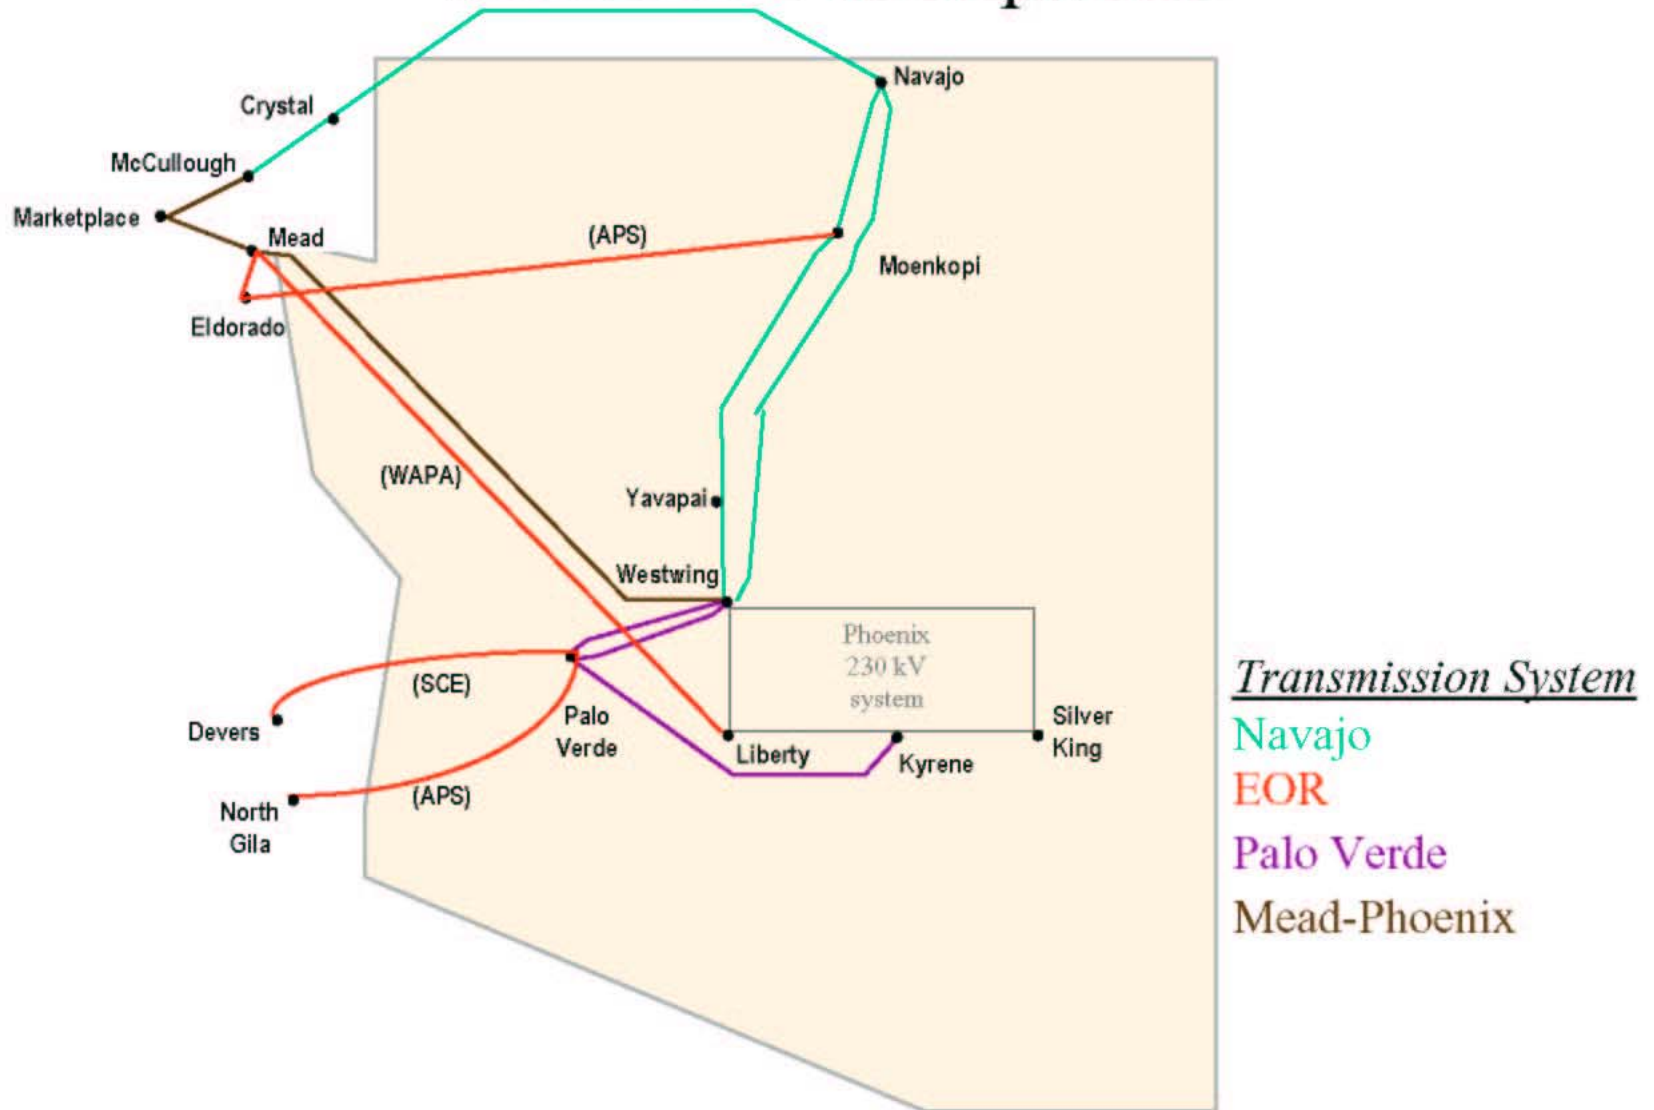 Navajo
Crystal
McCullough
Marketplace
Mead
(APS)
Moenkopi
Eldorado
(WAPA)
Yavapai
Westwing
Phoenix
230 kV
system
(SCE)
Devers
Palo
Verde
Liberty
Kyrene
Silver
King
(APS)
North
Gila
Transmission System
Navajo
EOR
Palo Verde
Mead-Phoenix